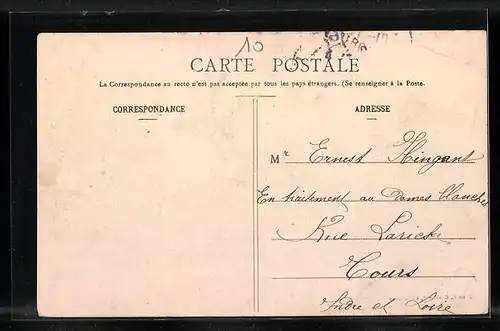 10
CARTE POSTALE
La Correspondance au recto n'est pas acceptée par tous les pays étrangers. (Se renseigner à la Poste.
CORRESPONDANCE
ADRESSE
Mr Ernest Hingant
En traitement au Dames blanches
Rue
Tours
Indre et Loire